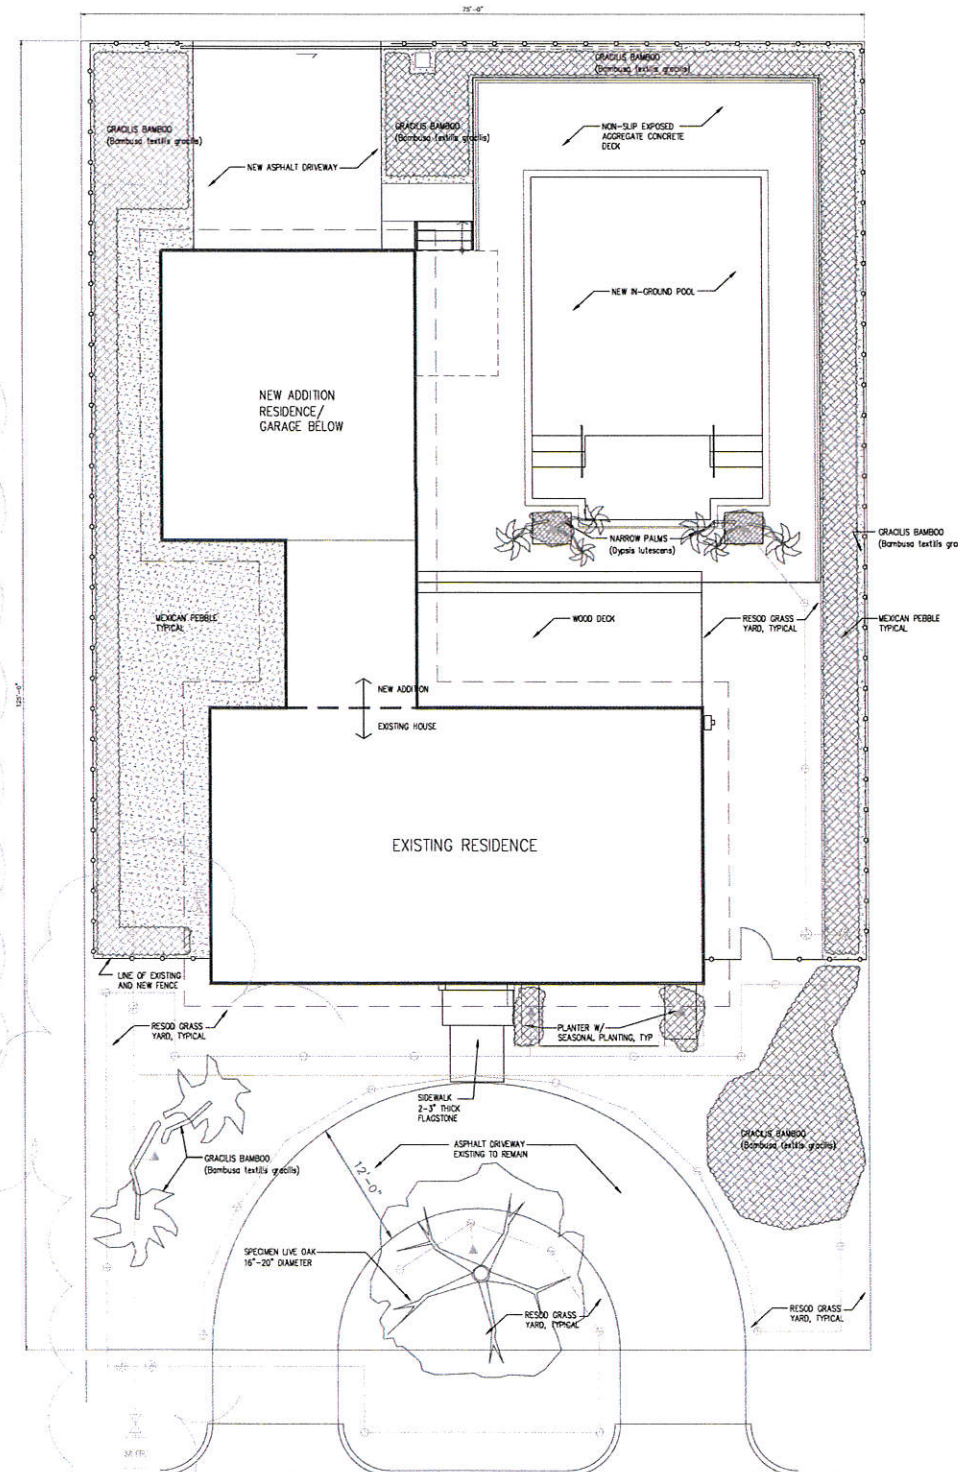 75'-0"
GRACILIS BAMBOO
(Bambusa textilis gracilis)
GRACILIS BAMBOO
(Bambusa textilis gracilis)
GRACILIS BAMBOO
(Bambusa textilis gracilis)
NON-SLIP EXPOSED
AGGREGATE CONCRETE
DECK
NEW ASPHALT DRIVEWAY
NEW IN-GROUND POOL
NEW ADDITION
RESIDENCE/
GARAGE BELOW
NARROW PALMS
(Dypsis lutescens)
GRACILIS BAMBOO
(Bambusa textilis gra
MEXICAN PEBBLE
TYPICAL
WOOD DECK
RESOD GRASS
YARD, TYPICAL
MEXICAN PEBBLE
TYPICAL
125'-0"
NEW ADDITION
EXISTING HOUSE
EXISTING RESIDENCE
LINE OF EXISTING
AND NEW FENCE
RESOD GRASS
YARD, TYPICAL
PLANTER W/
SEASONAL PLANTING, TYP
SIDEWALK
2-3" THICK
FLAGSTONE
GRACILIS BAMBOO
(Bambusa textilis gracilis)
ASPHALT DRIVEWAY
EXISTING TO REMAIN
GRACILIS BAMBOO
(Bambusa textilis gracilis)
12'-0"
SPECIMEN LIVE OAK
16"-20" DIAMETER
RESOD GRASS
YARD, TYPICAL
RESOD GRASS
YARD, TYPICAL